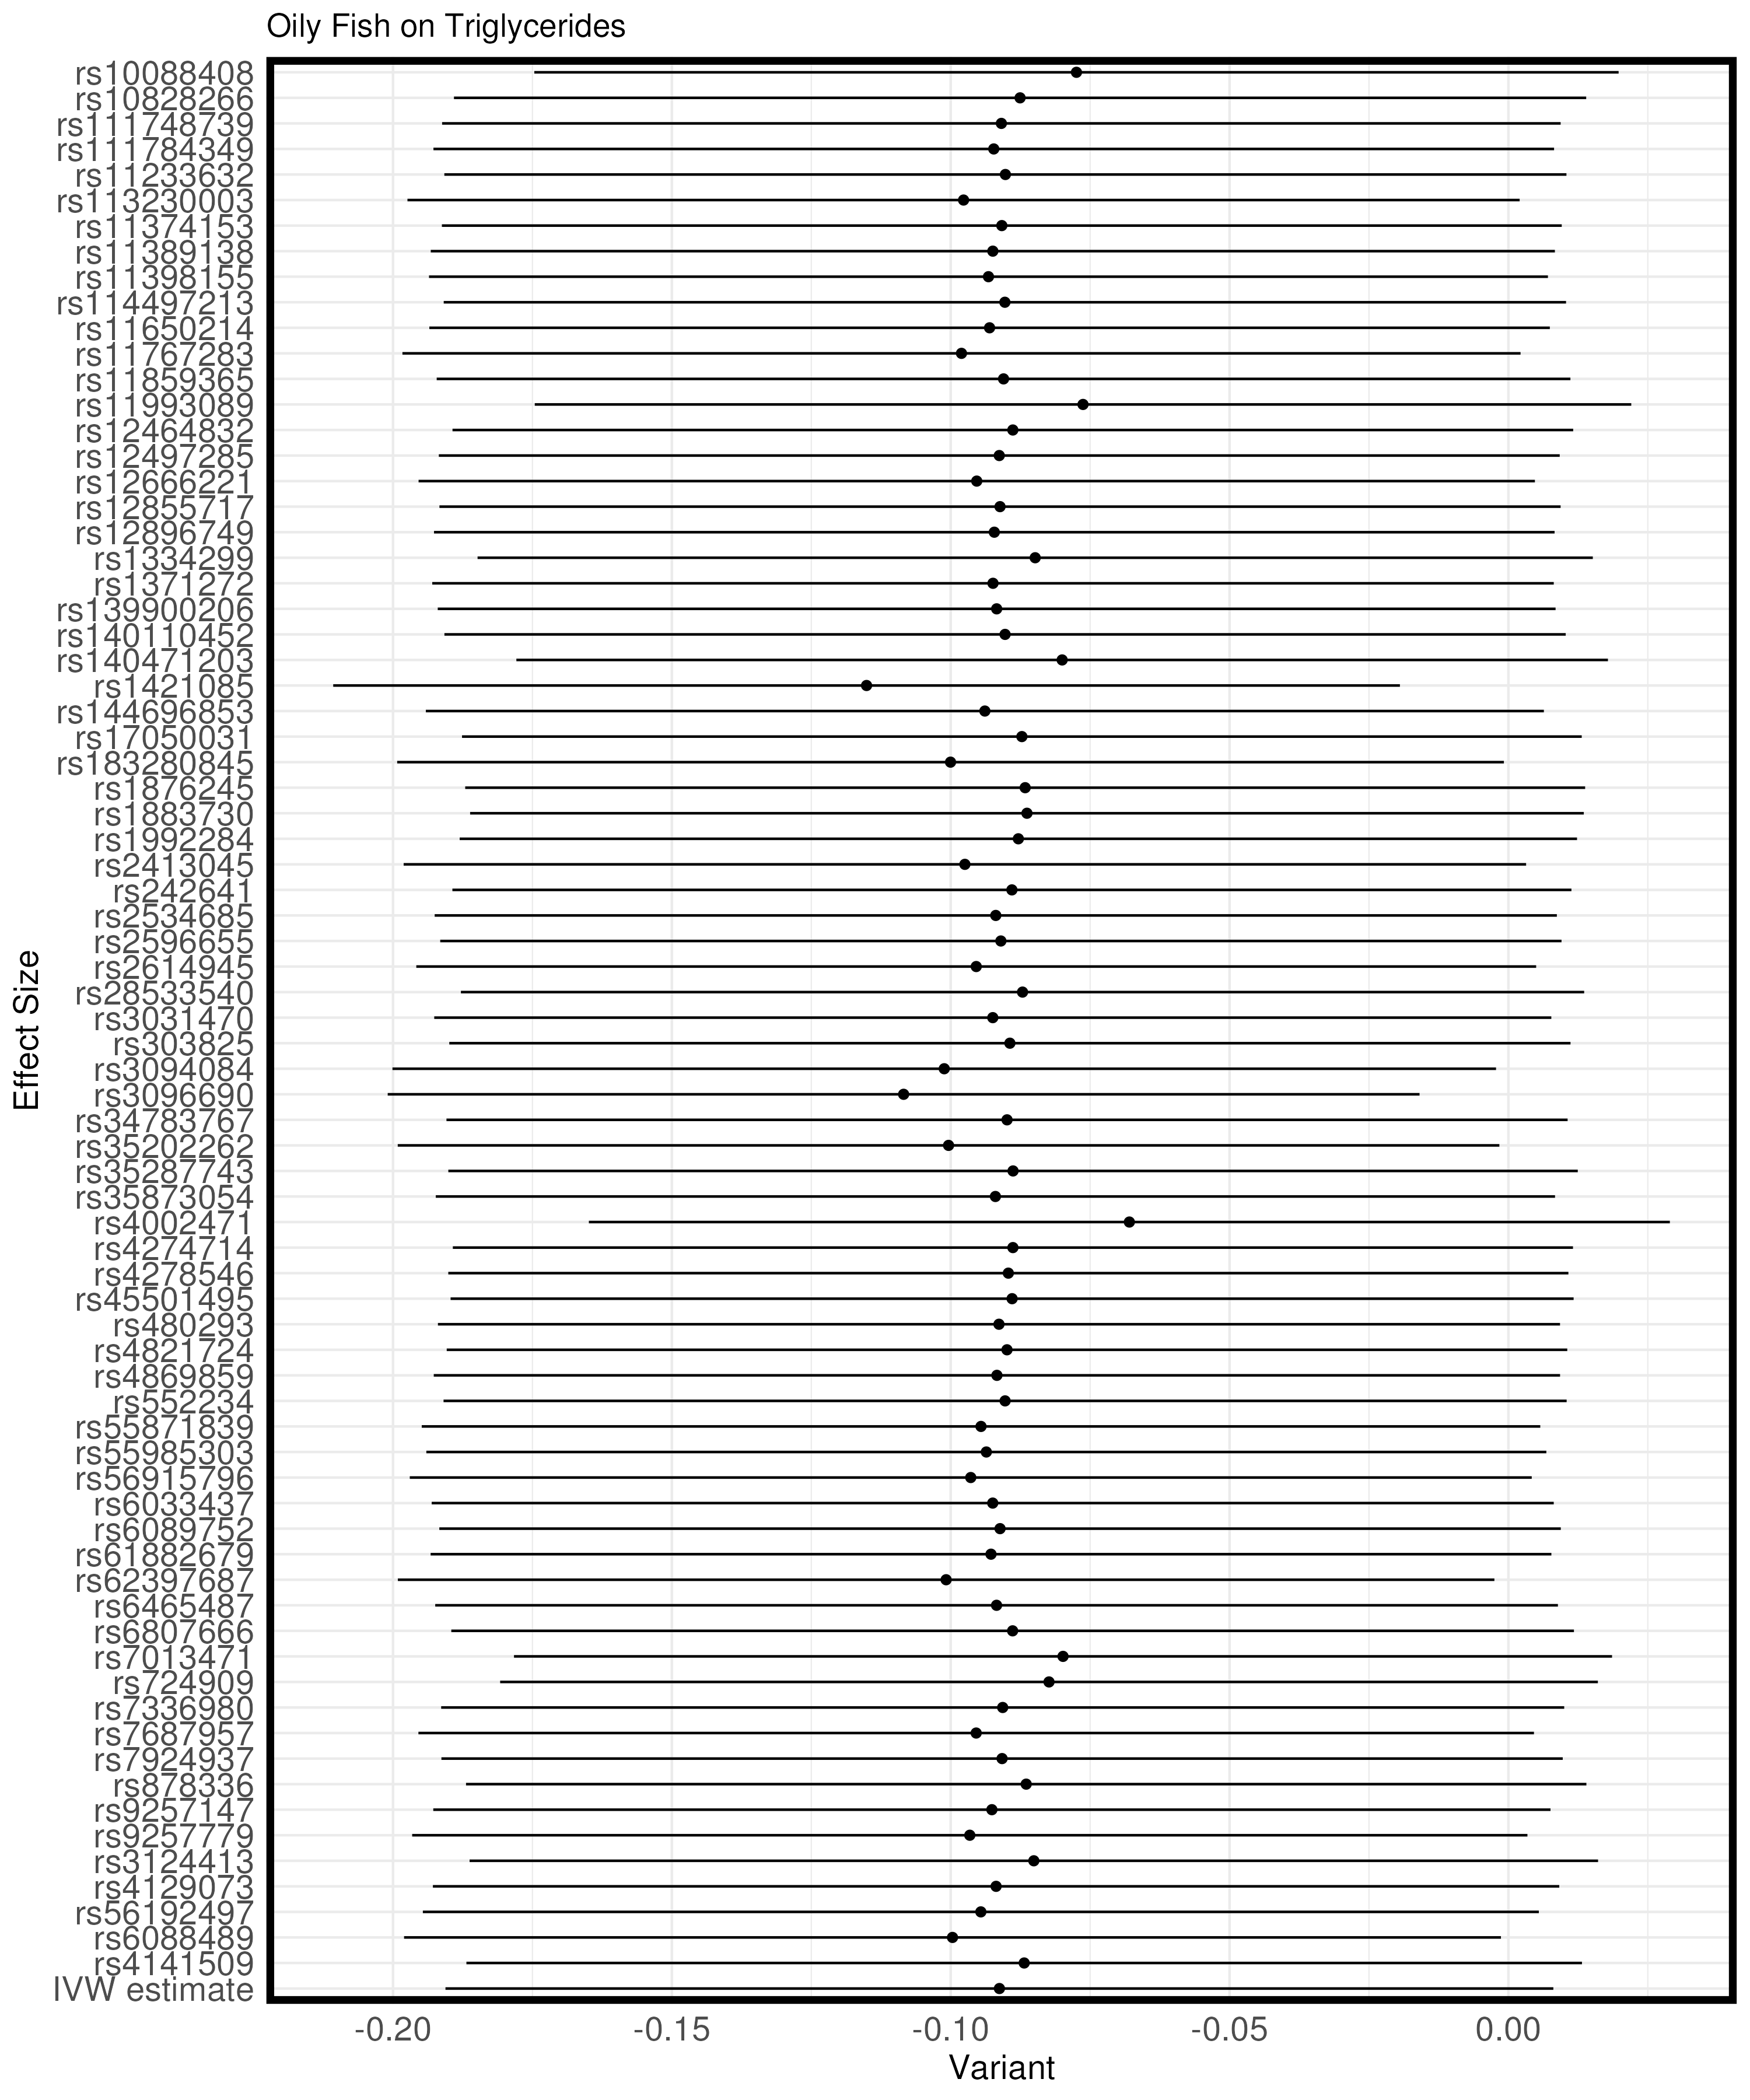 Oily Fish on Triglycerides
rs10088408
rs10828266
rs111748739
rs111784349
rs11233632
rs113230003
rs11374153
rs11389138
rs11398155
rs114497213
rs11650214
rs11767283
rs11859365
rs11993089
rs12464832
rs12497285
rs12666221
rs12855717
rs12896749
rs1334299
rs1371272
rs139900206
rs140110452
rs140471203
rs1421085
rs144696853
rs17050031
rs183280845
rs1876245
rs1883730
rs1992284
rs2413045
rs242641
rs2534685
rs2596655
rs2614945
rs28533540
rs3031470
rs303825
rs3094084
rs3096690
rs34783767
rs35202262
rs35287743
rs35873054
rs4002471
rs4274714
rs4278546
rs45501495
rs480293
rs4821724
rs4869859
rs552234
rs55871839
rs55985303
rs56915796
rs6033437
rs6089752
rs61882679
rs62397687
rs6465487
rs6807666
rs7013471
rs724909
rs7336980
rs7687957
rs7924937
rs878336
rs9257147
rs9257779
rs3124413
rs4129073
rs56192497
rs6088489
rs4141509
IVW estimate
Effect Size
-0.20 -0.15 -0.10 -0.05 0.00
Variant